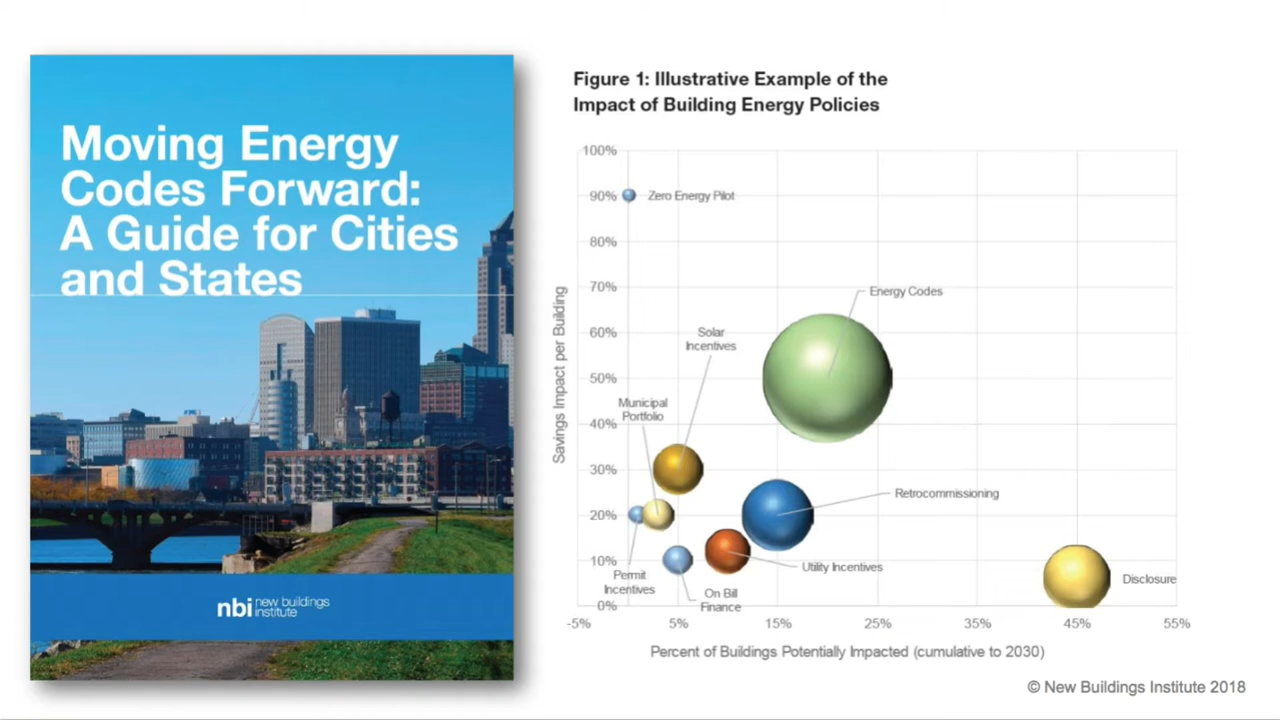 Moving Energy
Codes Forward:
A Guide for Cities
and States
nbi new buildings
institute
Figure 1: Illustrative Example of the
Impact of Building Energy Policies
100%
90%
80%
70%
60%
50%
40%
30%
20%
10%
0%
Savings Impact per Building
Zero Energy Pilot
Energy Codes
Solar
Incentives
Municipal
Portfolio
Retrocommissioning
Utility Incentives
Permit
Incentives
On Bill
Finance
Disclosure
-5%
5%
15%
25%
35%
45%
55%
Percent of Buildings Potentially Impacted (cumulative to 2030)
© New Buildings Institute 2018